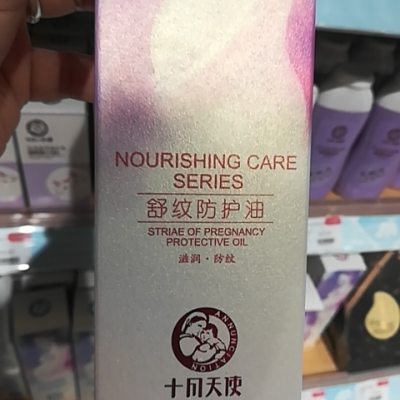 NOURISHING CARE
SERIES
舒纹防护油
STRIAE OF PREGNANCY
PROTECTIVE OIL
滋润·防纹
ANNUNCIATION
十月天使